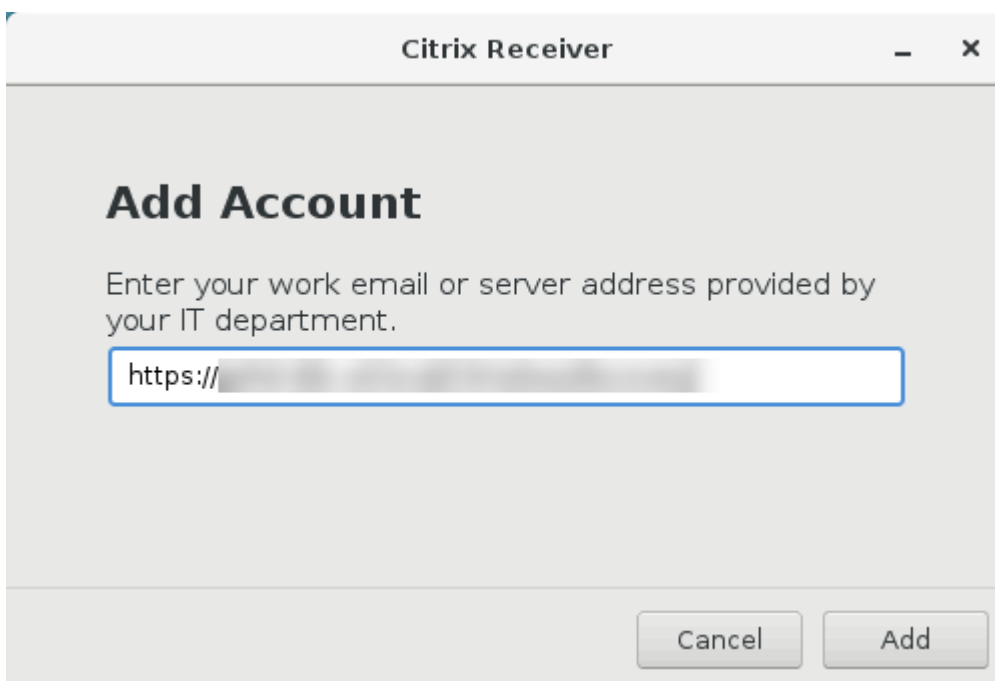 Citrix Receiver
Add Account
Enter your work email or server address provided by
your IT department.
https://
Cancel
Add